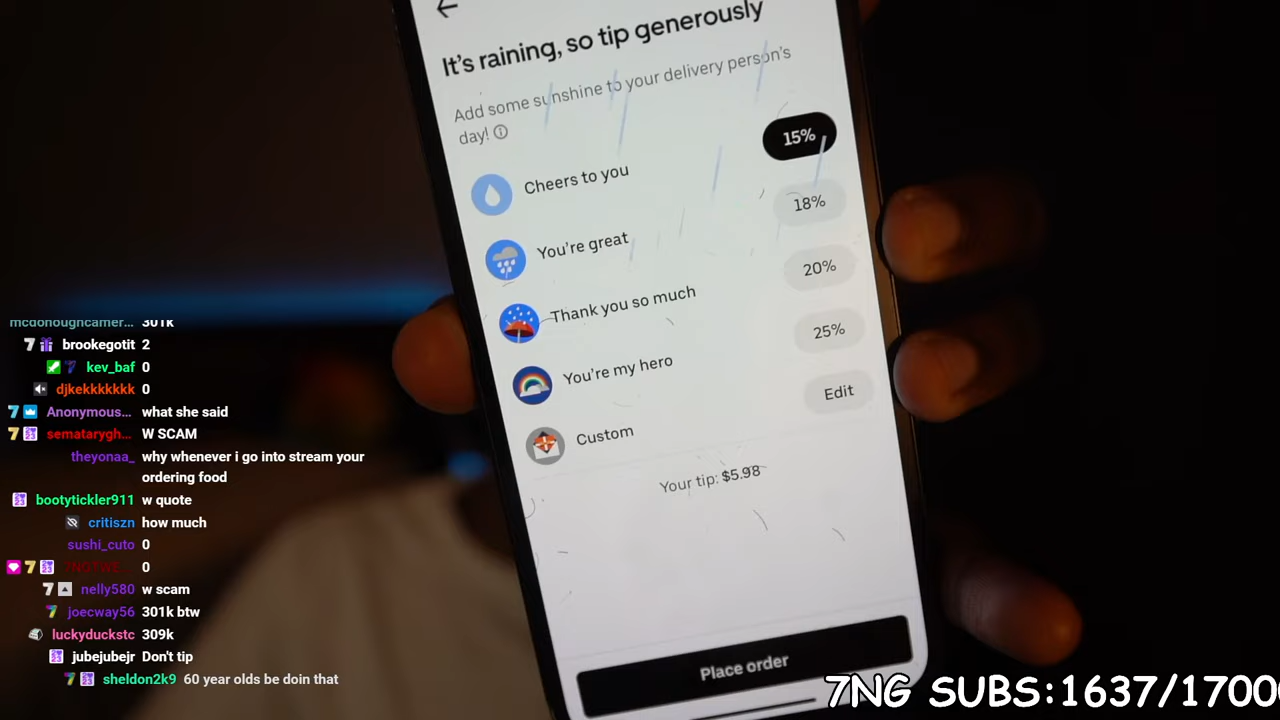 It's raining, so tip generously
Add some sunshine to your delivery person's
day!
Cheers to you 15%
You're great 18%
Thank you so much 20%
You're my hero 25%
Custom Edit
Your tip: $5.98
Place order
mcdonoughcamer... 301k
brookegotit 2
kev_baf 0
djkekkkkkkk 0
Anonymous... what she said
sematarygh... W SCAM
theyonaa_ why whenever i go into stream your
ordering food
bootytickler911 w quote
critiszn how much
sushi_cuto 0
7NOTWE... 0
nelly580 w scam
joecway56 301k btw
luckyduckstc 309k
jubejubejr Don't tip
sheldon2k9 60 year olds be doin that
7NG SUBS:1637/1700